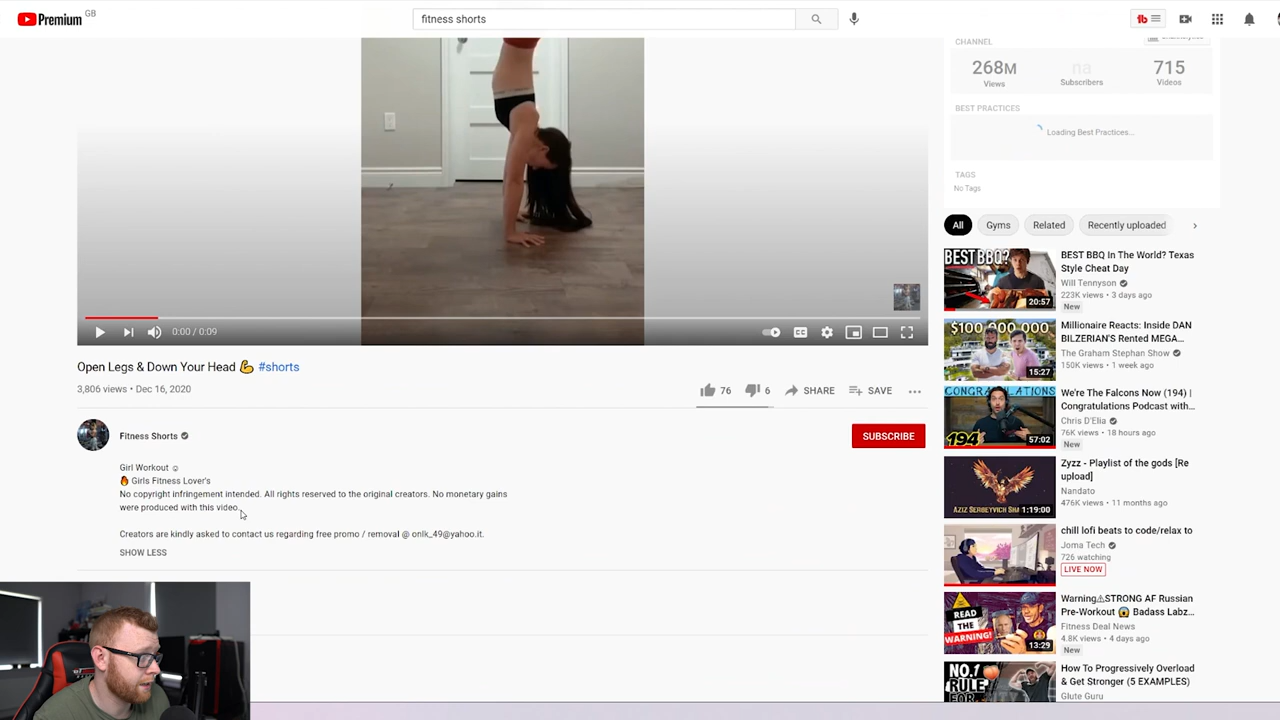 Premium GB
fitness shorts
CHANNEL
268M
Views
na
Subscribers
715
Videos
BEST PRACTICES
Loading Best Practices...
TAGS
No Tags
All
Gyms
Related
Recently uploaded
0:00 / 0:09
Open Legs & Down Your Head 💪 #shorts
3,806 views • Dec 16, 2020
76
6
SHARE
SAVE
Fitness Shorts
SUBSCRIBE
Girl Workout ☺
🔥 Girls Fitness Lover's
No copyright infringement intended. All rights reserved to the original creators. No monetary gains
were produced with this video.
Creators are kindly asked to contact us regarding free promo / removal @ onlk_49@yahoo.it.
SHOW LESS
BEST BBQ?
20:57
BEST BBQ In The World? Texas
Style Cheat Day
Will Tennyson
223K views • 3 days ago
New
$100 000 000
15:27
Millionaire Reacts: Inside DAN
BILZERIAN'S Rented MEGA...
The Graham Stephan Show
150K views • 1 week ago
CONGRATULATIONS
194
57:02
We're The Falcons Now (194) |
Congratulations Podcast with...
Chris D'Elia
76K views • 18 hours ago
New
1:19:00
Zyzz - Playlist of the gods [Re
upload]
Nandato
476K views • 11 months ago
chill lofi beats to code/relax to
Joma Tech
726 watching
LIVE NOW
READ
THE
WARNING!
13:29
Warning⚠STRONG AF Russian
Pre-Workout 😱 Badass Labz...
Fitness Deal News
4.8K views • 4 days ago
New
NO.1
RULE
FOR
How To Progressively Overload
& Get Stronger (5 EXAMPLES)
Glute Guru